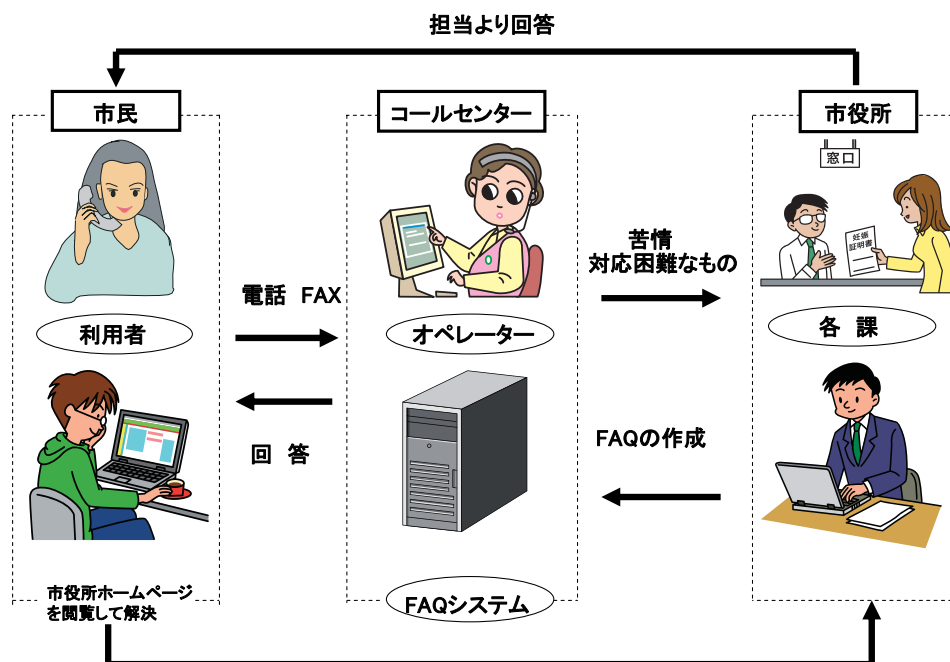 担当より回答
市民
コールセンター
市役所
窓口
妊娠
証明書
苦情
対応困難なもの
電話 FAX
利用者
オペレーター
各 課
回 答
FAQの作成
市役所ホームページ
を閲覧して解決
FAQシステム